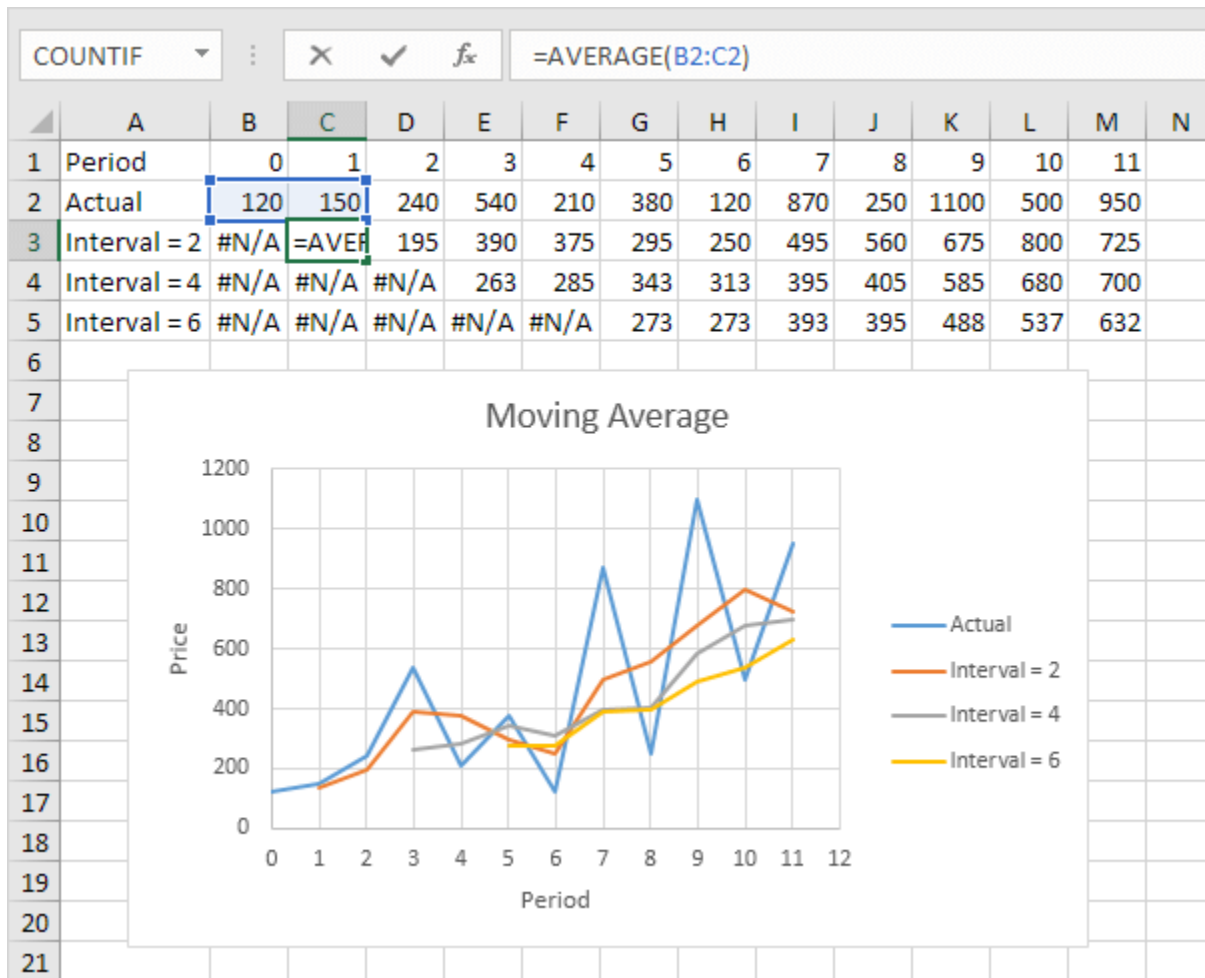 COUNTIF fx =AVERAGE(B2:C2)
A B C D E F G H I J K L M N
1 Period 0 1 2 3 4 5 6 7 8 9 10 11
2 Actual 120 150 240 540 210 380 120 870 250 1100 500 950
3 Interval = 2 #N/A =AVER 195 390 375 295 250 495 560 675 800 725
4 Interval = 4 #N/A #N/A #N/A 263 285 343 313 395 405 585 680 700
5 Interval = 6 #N/A #N/A #N/A #N/A #N/A 273 273 393 395 488 537 632
6
7
8
9
10
11
12
13
14
15
16
17
18
19
20
21
Moving Average
1200
1000
800
600
400
200
0
Price
0 1 2 3 4 5 6 7 8 9 10 11 12
Period
Actual
Interval = 2
Interval = 4
Interval = 6